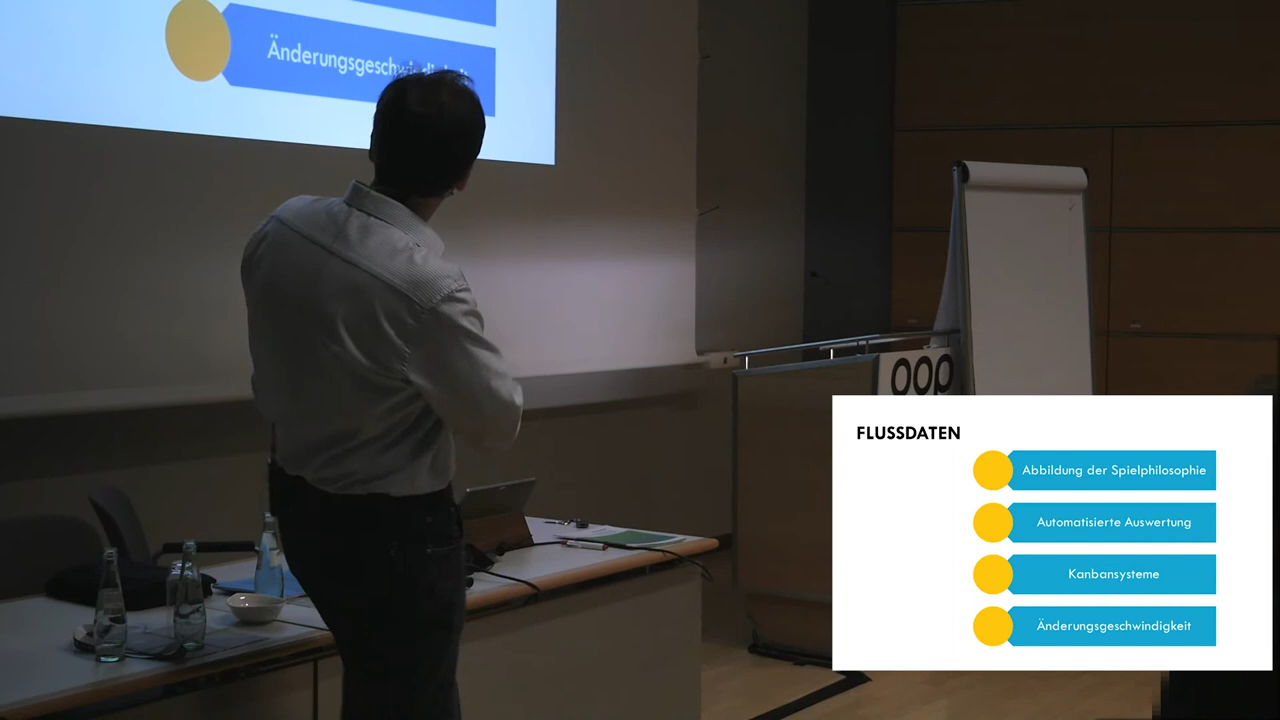 Änderungsgeschwindigkeit
oop
FLUSSDATEN
Abbildung der Spielphilosophie
Automatisierte Auswertung
Kanbansysteme
Änderungsgeschwindigkeit